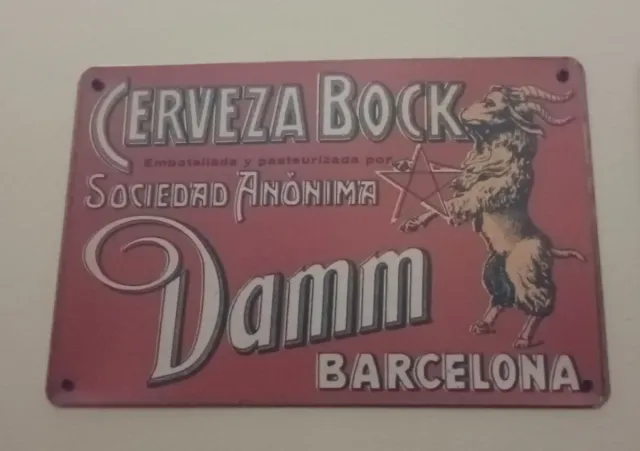 CERVEZA BOCK
Embotellada y pasteurizada por
SOCIEDAD ANÓNIMA
Damm
BARCELONA